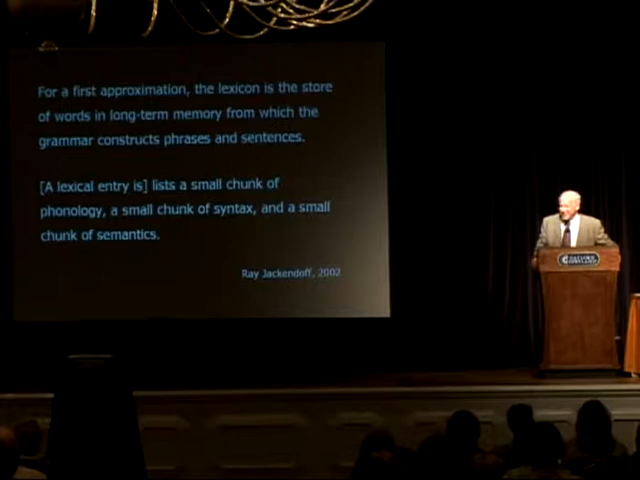 For a first approximation, the lexicon is the store
of words in long-term memory from which the
grammar constructs phrases and sentences.
[A lexical entry is] lists a small chunk of
phonology, a small chunk of syntax, and a small
chunk of semantics.
Ray Jackendoff, 2002